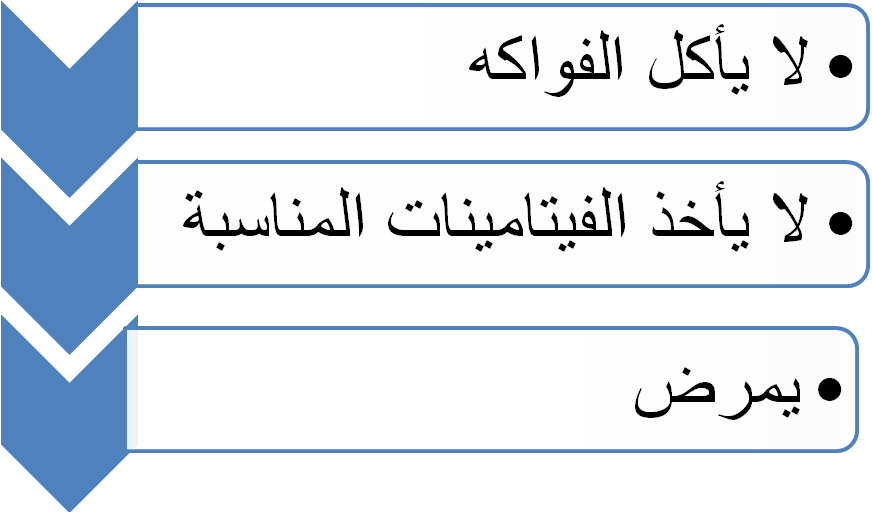 • لا يأكل الفواكه
• لا يأخذ الفيتامينات المناسبة
• يمرض